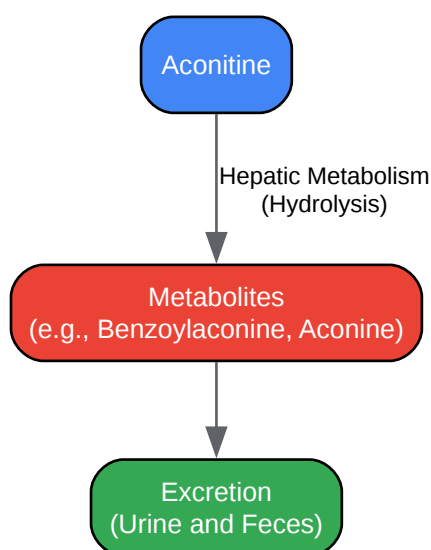 Aconitine
Hepatic Metabolism
(Hydrolysis)
Metabolites
(e.g., Benzoylaconine, Aconine)
Excretion
(Urine and Feces)